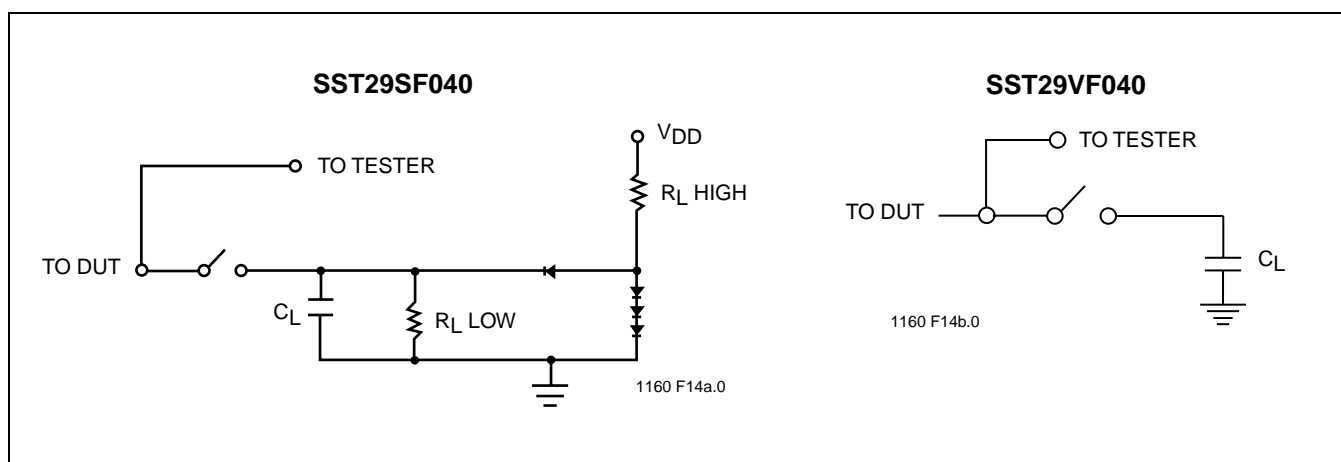 SST29SF040
VDD
TO TESTER
RL HIGH
TO DUT
CL
RL LOW
1160 F14a.0
SST29VF040
TO TESTER
TO DUT
CL
1160 F14b.0